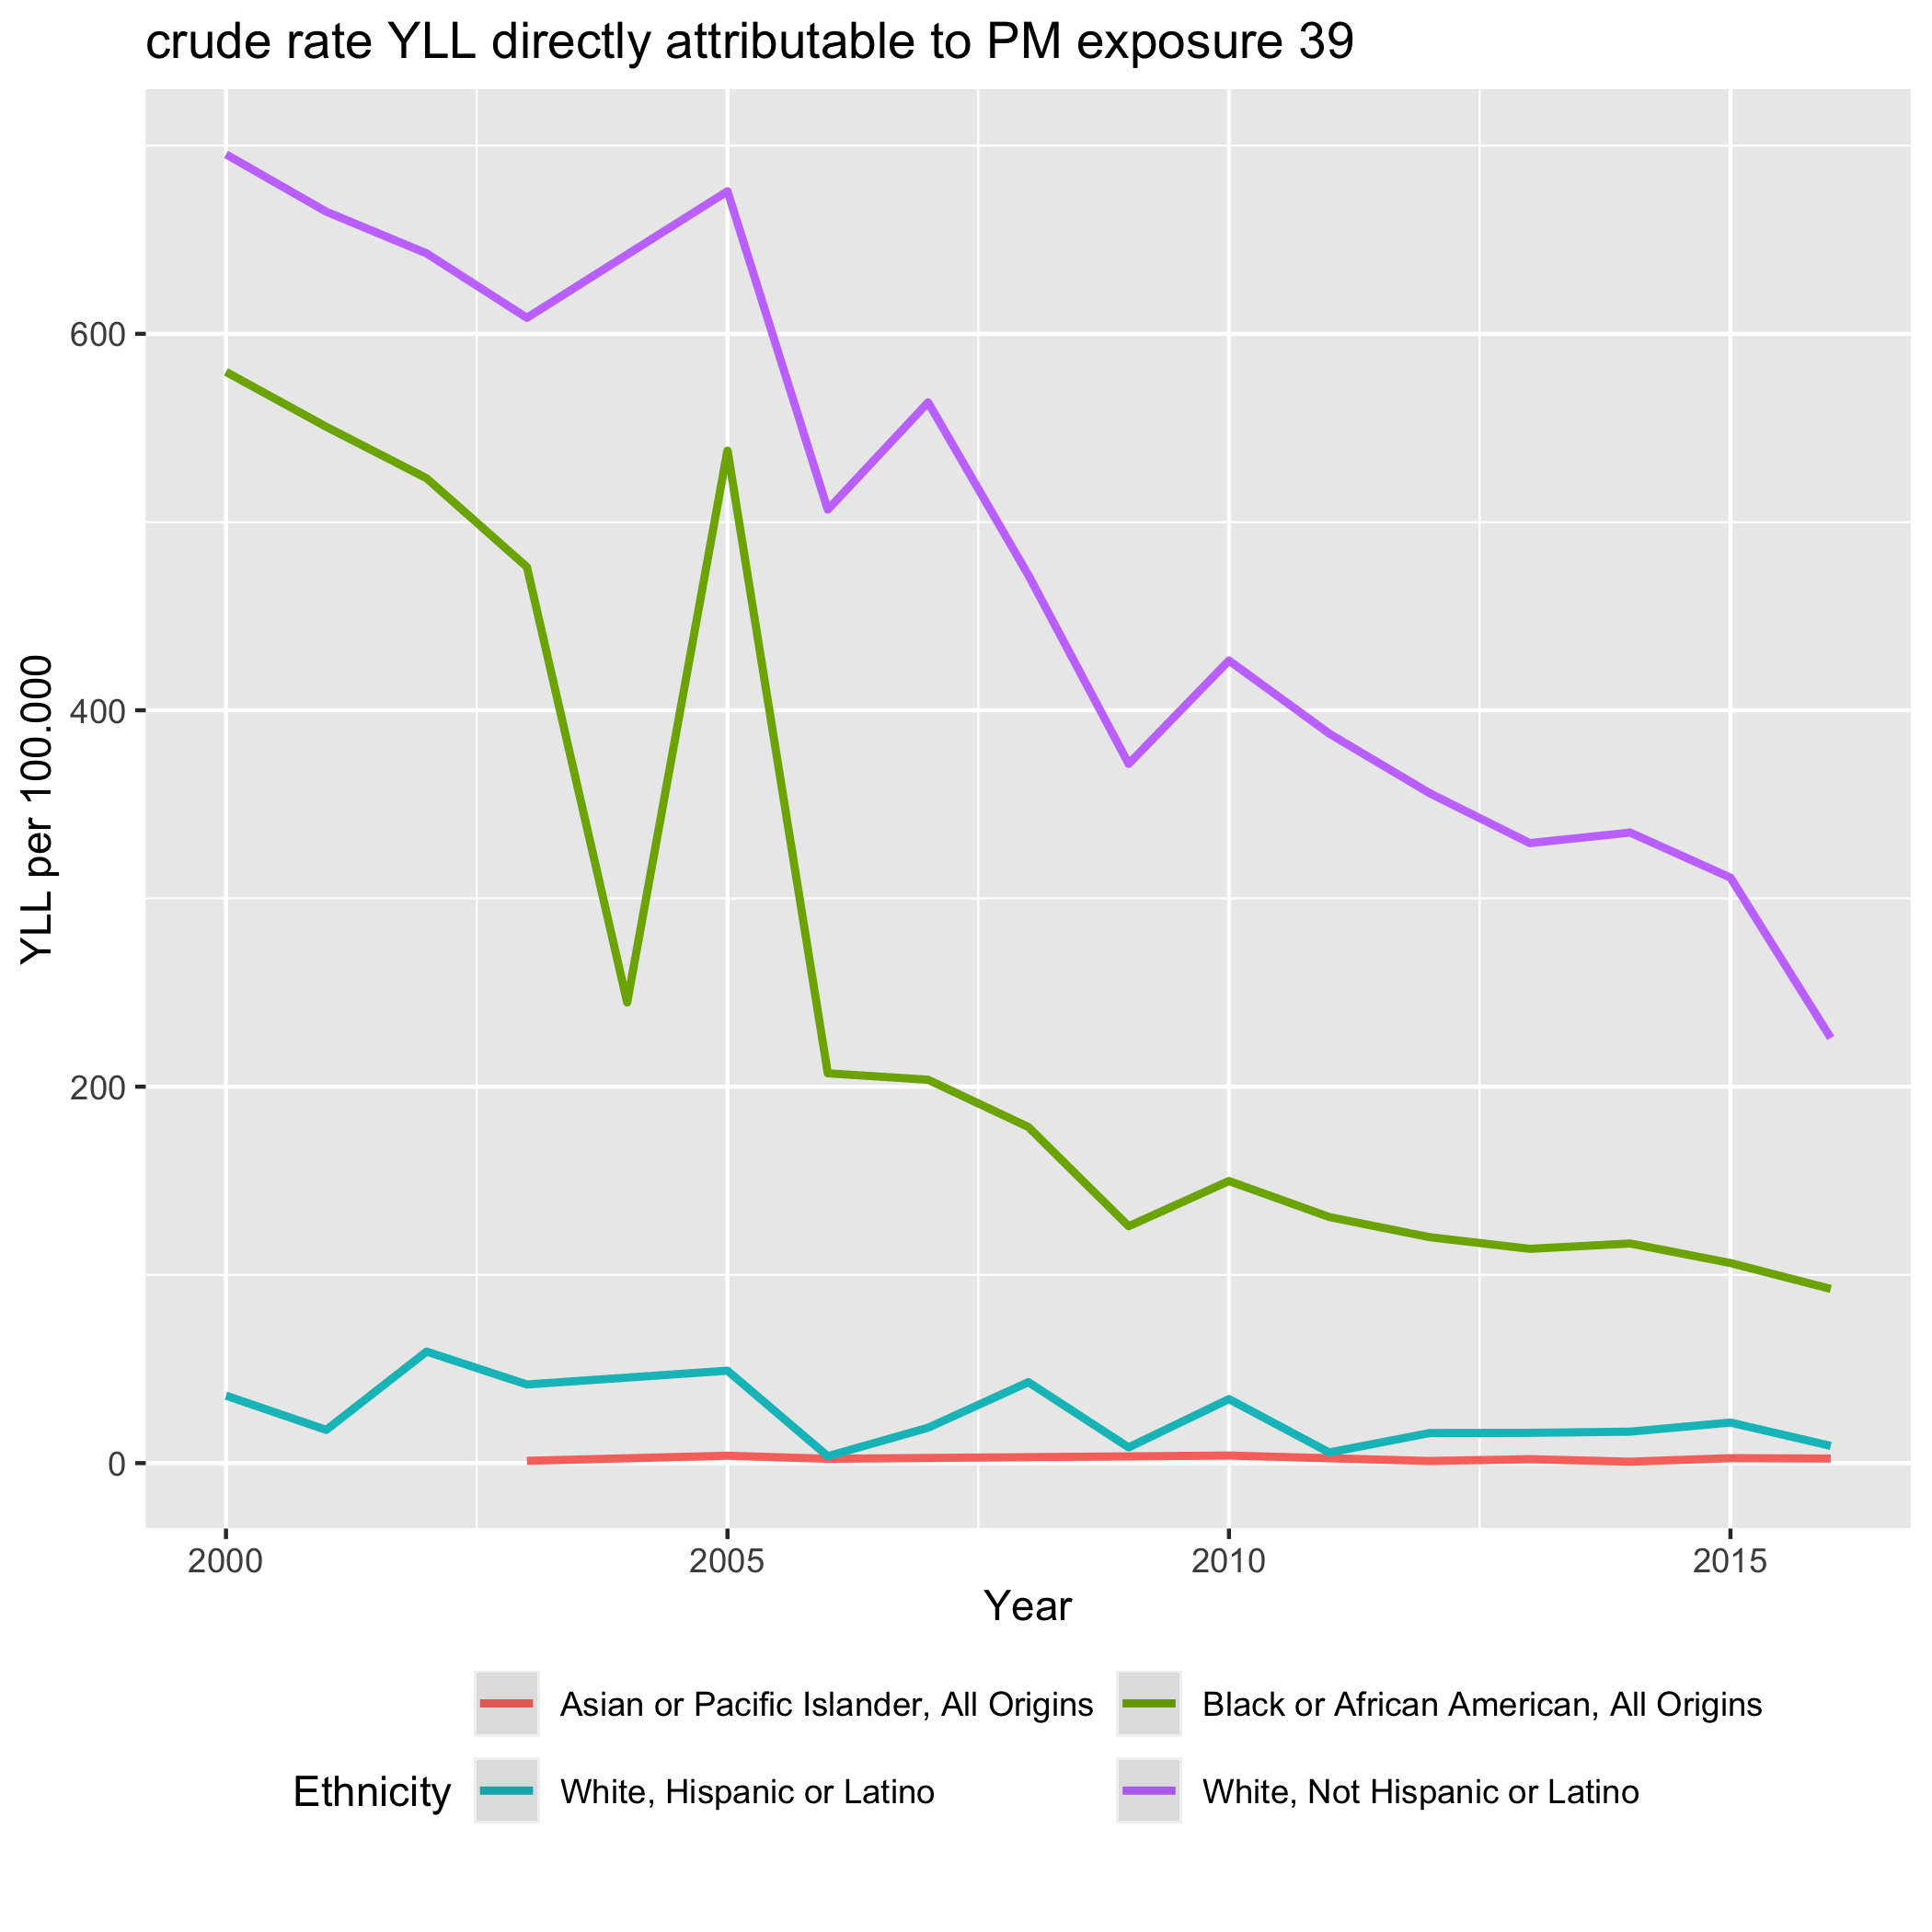 crude rate YLL directly attributable to PM exposure 39
YLL per 100.000
600
400
200
0
2000 2005 2010 2015
Year
Ethnicity
Asian or Pacific Islander, All Origins
Black or African American, All Origins
White, Hispanic or Latino
White, Not Hispanic or Latino